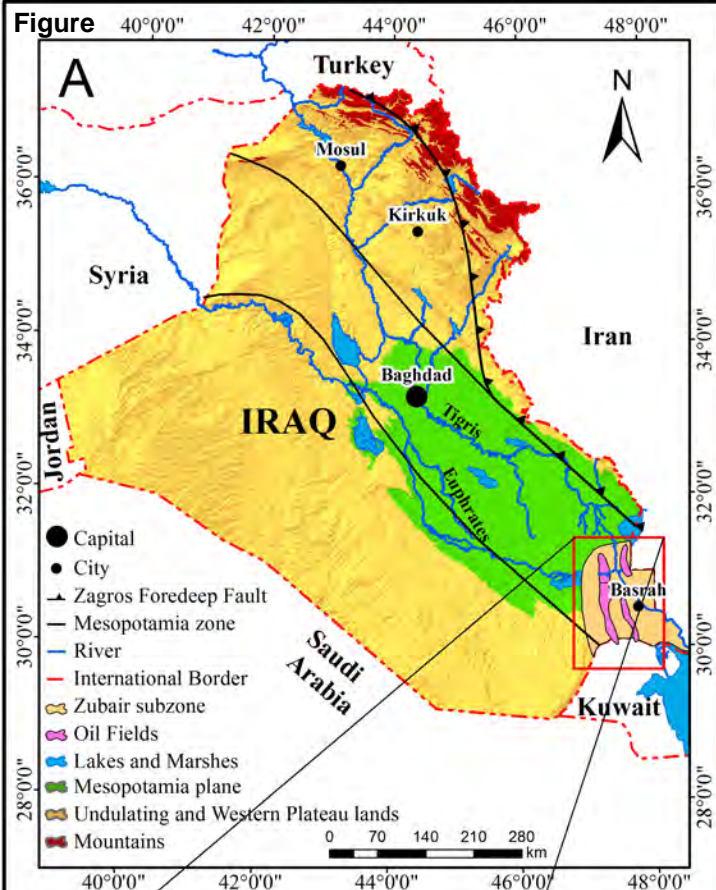 Figure
40°0'0" 42°0'0" 44°0'0" 46°0'0" 48°0'0"
A
Turkey
N
Mosul
36°0'0" 36°0'0"
Kirkuk
Syria
Iran
34°0'0" 34°0'0"
Baghdad
IRAQ
Tigris
Jordan
Euphrates
32°0'0" 32°0'0"
Capital
City
Basrah
Zagros Foredeep Fault
Mesopotamia zone
30°0'0" 30°0'0"
River
Saudi
Arabia
International Border
Kuwait
Zubair subzone
Oil Fields
Lakes and Marshes
Mesopotamia plane
28°0'0" 28°0'0"
Undulating and Western Plateau lands
Mountains
0 70 140 210 280
km
40°0'0" 42°0'0" 44°0'0" 46°0'0" 48°0'0"